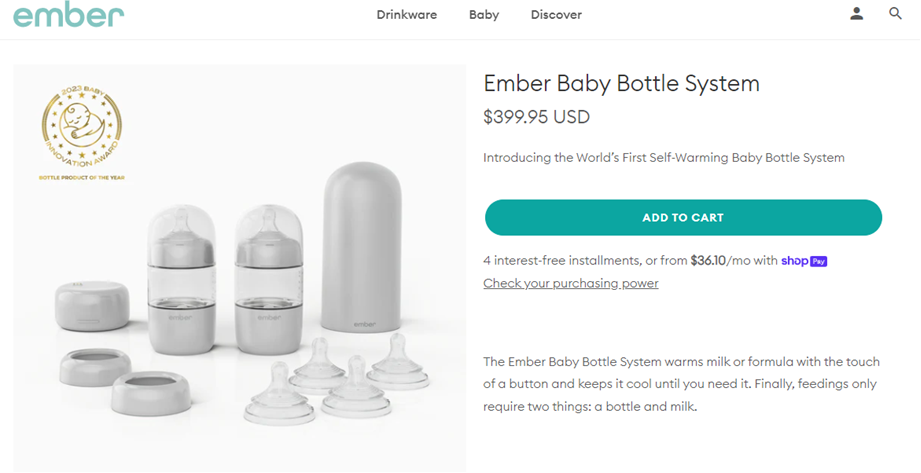 ember
Drinkware
Baby
Discover
2023 BABY
INNOVATION AWARD
BOTTLE PRODUCT OF THE YEAR
ember
ember
ember
Ember Baby Bottle System
$399.95 USD
Introducing the World's First Self-Warming Baby Bottle System
ADD TO CART
4 interest-free installments, or from $36.10/mo with shop Pay
Check your purchasing power
The Ember Baby Bottle System warms milk or formula with the touch
of a button and keeps it cool until you need it. Finally, feedings only
require two things: a bottle and milk.